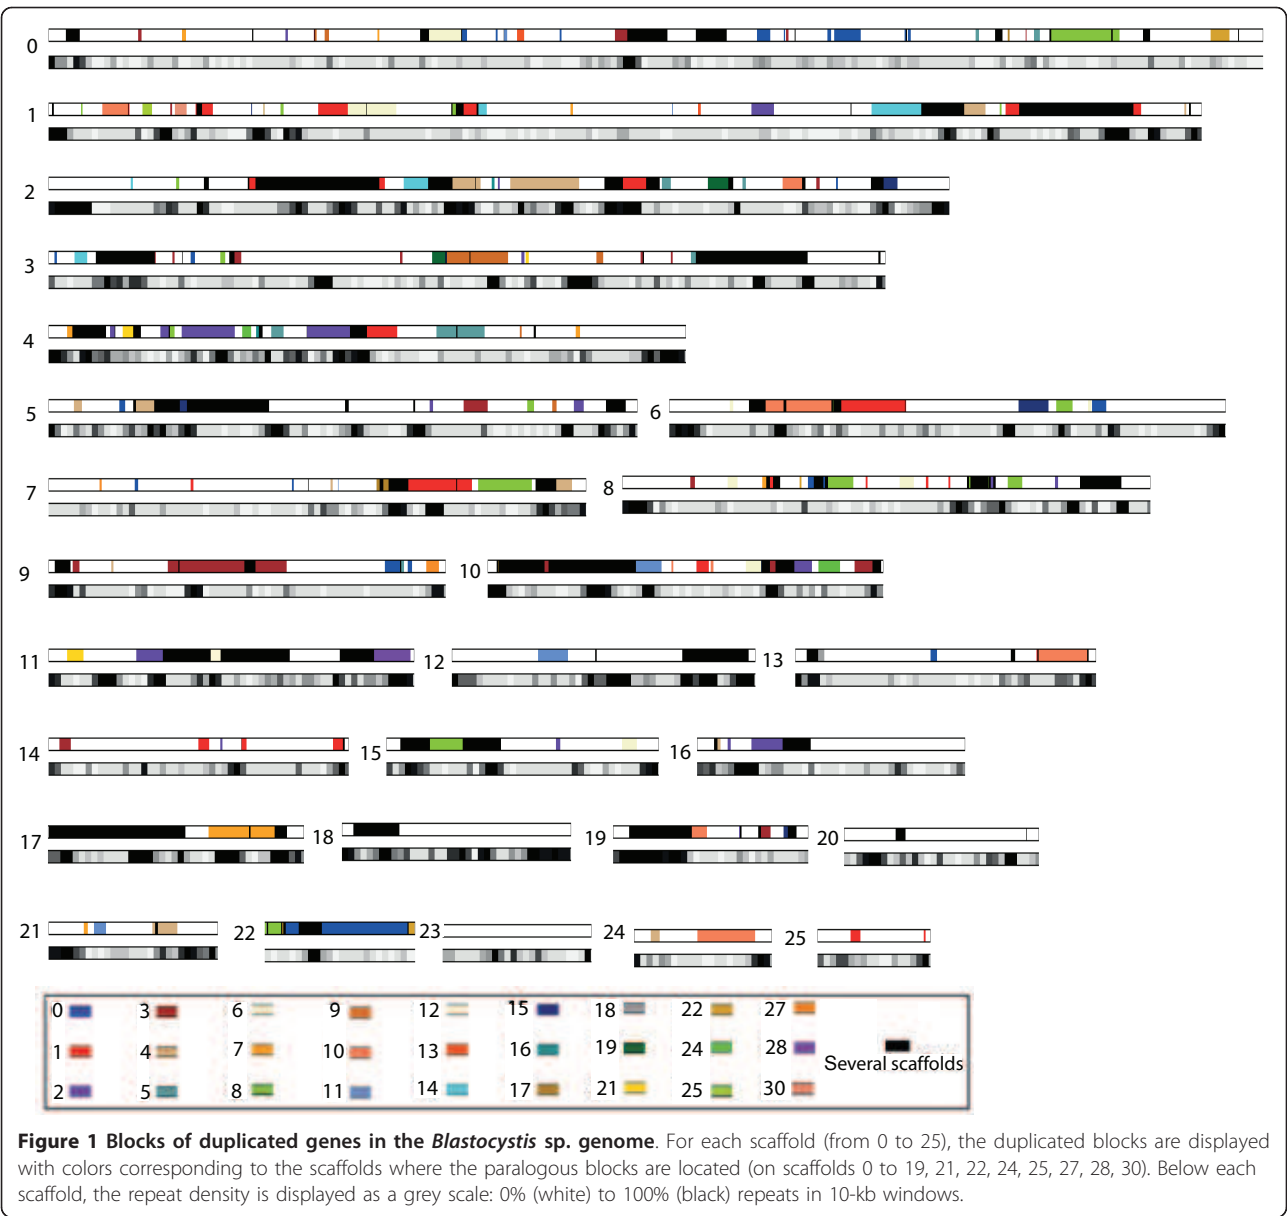 0
1
2
3
4
5 6
7 8
9 10
11 12 13
14 15 16
17 18 19 20
21 22 23 24 25
0 3 6 9 12 15 18 22 27
1 4 7 10 13 16 19 24 28 Several scaffolds
2 5 8 11 14 17 21 25 30
Figure 1 Blocks of duplicated genes in the Blastocystis sp. genome. For each scaffold (from 0 to 25), the duplicated blocks are displayed
with colors corresponding to the scaffolds where the paralogous blocks are located (on scaffolds 0 to 19, 21, 22, 24, 25, 27, 28, 30). Below each
scaffold, the repeat density is displayed as a grey scale: 0% (white) to 100% (black) repeats in 10-kb windows.